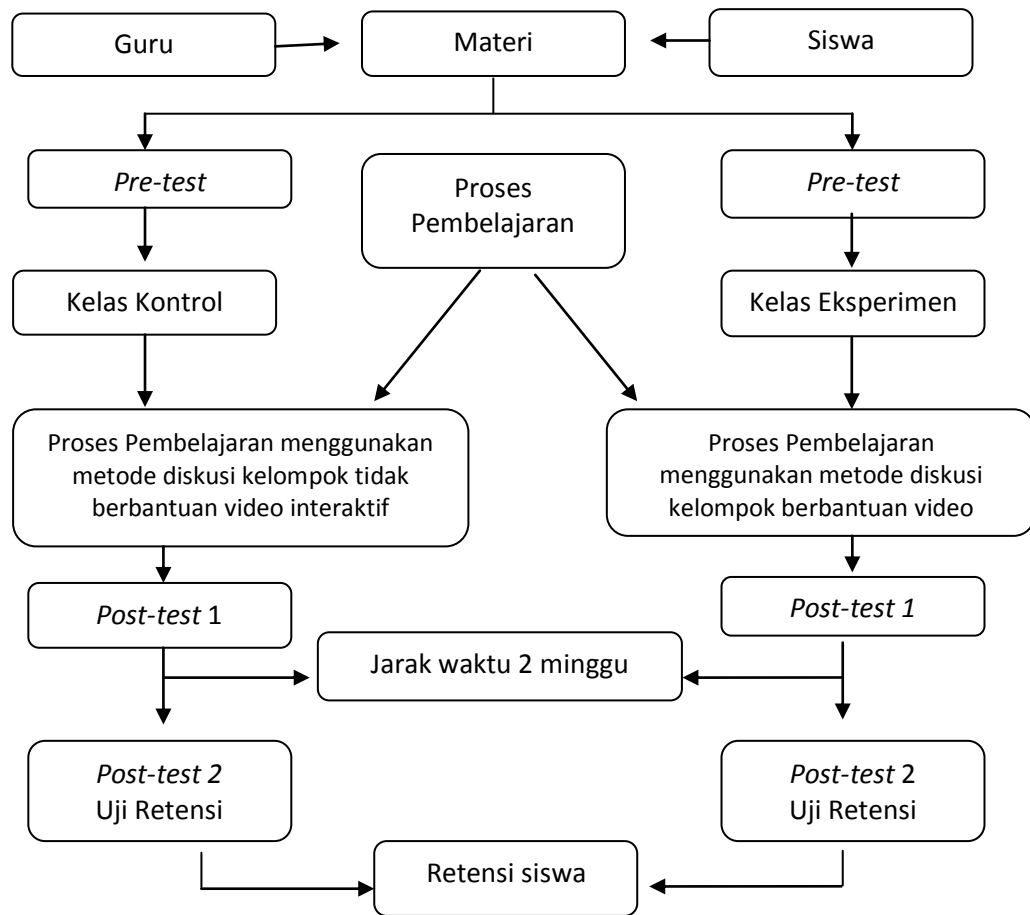 Guru
Materi
Siswa
Pre-test
Proses
Pembelajaran
Pre-test
Kelas Kontrol
Kelas Eksperimen
Proses Pembelajaran menggunakan
metode diskusi kelompok tidak
berbantuan video interaktif
Proses Pembelajaran
menggunakan metode diskusi
kelompok berbantuan video
Post-test 1
Post-test 1
Jarak waktu 2 minggu
Post-test 2
Uji Retensi
Post-test 2
Uji Retensi
Retensi siswa